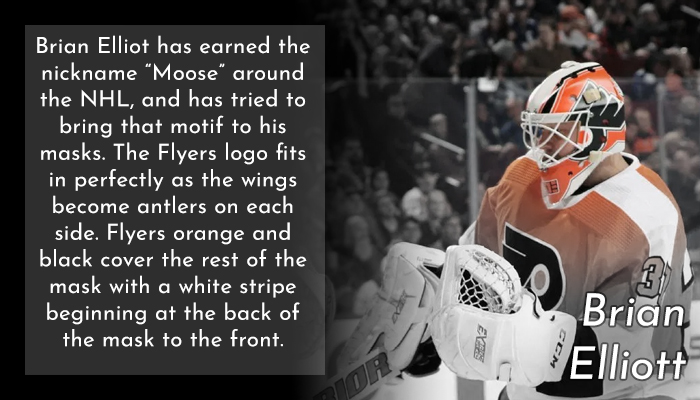 Brian Elliot has earned the
nickname “Moose” around
the NHL, and has tried to
bring that motif to his
masks. The Flyers logo fits
in perfectly as the wings
become antlers on each
side. Flyers orange and
black cover the rest of the
mask with a white stripe
beginning at the back of
the mask to the front.
Brian
Elliott
CCM